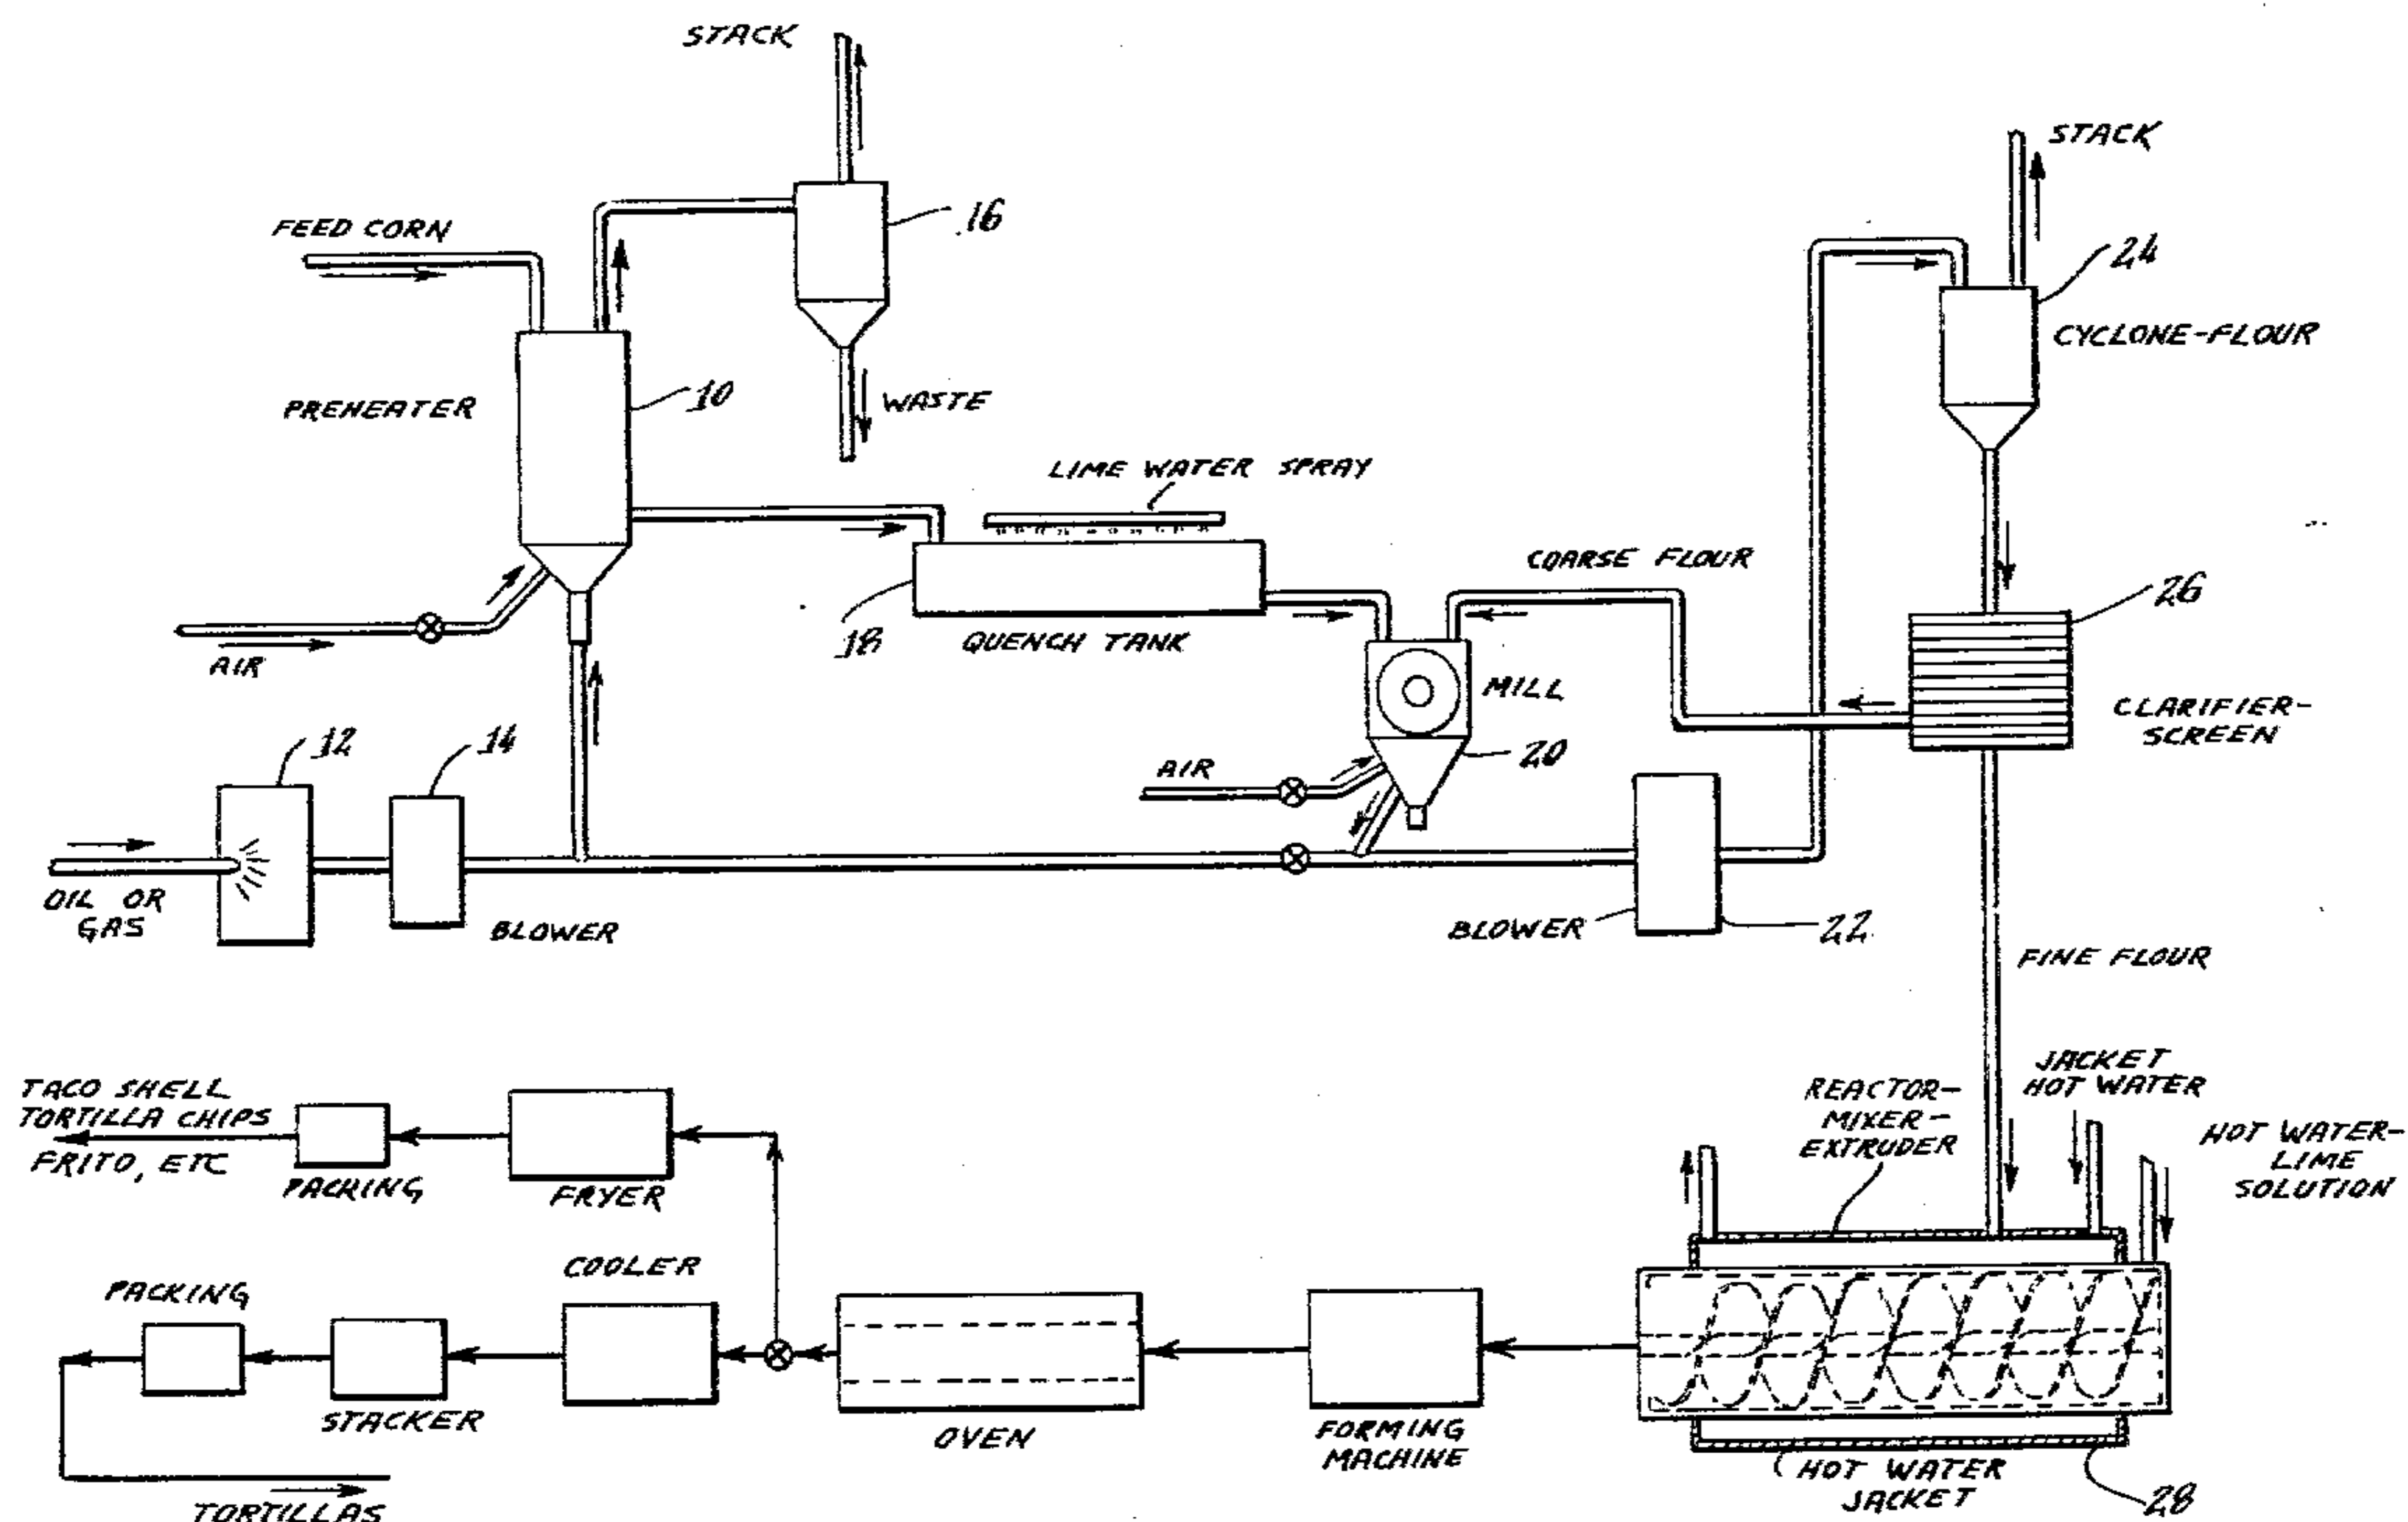 STACK
STACK
16
FEED CORN
24
CYCLONE-FLOUR
10
PREHEATER
WASTE
LIME WATER SPRAY
COARSE FLOUR
26
18
QUENCH TANK
AIR
MILL
CLARIFIER-
SCREEN
12
14
20
AIR
OIL OR
GAS
BLOWER
BLOWER
22
FINE FLOUR
JACKET
HOT WATER
REACTOR-
MIXER-
EXTRUDER
HOT WATER-
LIME
SOLUTION
TACO SHELL
TORTILLA CHIPS
FRITO, ETC
PACKING
FRYER
COOLER
PACKING
STACKER
OVEN
FORMING
MACHINE
HOT WATER
JACKET
28
TORTILLAS